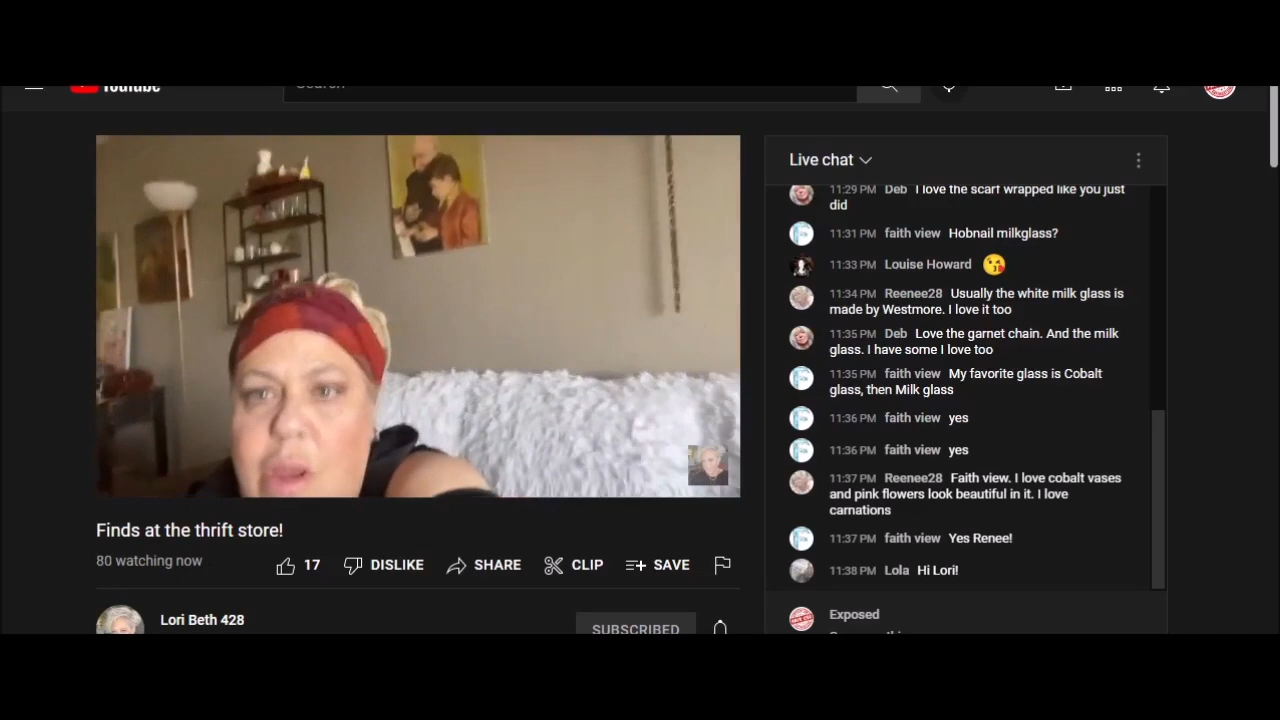 YouTube
Search
Live chat
11:29 PM Deb I love the scarf wrapped like you just
did
11:31 PM faith view Hobnail milkglass?
11:33 PM Louise Howard 😘
11:34 PM Reenee28 Usually the white milk glass is
made by Westmore. I love it too
11:35 PM Deb Love the garnet chain. And the milk
glass. I have some I love too
11:35 PM faith view My favorite glass is Cobalt
glass, then Milk glass
11:36 PM faith view yes
11:36 PM faith view yes
11:37 PM Reenee28 Faith view. I love cobalt vases
and pink flowers look beautiful in it. I love
carnations
11:37 PM faith view Yes Renee!
11:38 PM Lola Hi Lori!
Exposed
Finds at the thrift store!
80 watching now
17 DISLIKE SHARE CLIP SAVE
Lori Beth 428
SUBSCRIBED